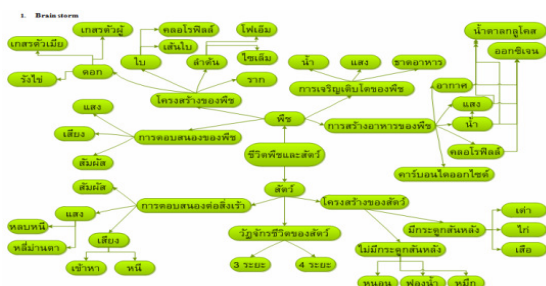 1. Brain storm
เกสรตัวผู้
เกสรตัวเมีย
รังไข่
ดอก
คลอโรฟิลล์
เส้นใบ
ใบ
โฟเอ็ม
ไซเล็ม
ลำต้น
ราก
โครงสร้างของพืช
น้ำ
แสง
ธาตุอาหาร
การเจริญเติบโตของพืช
น้ำตาลกลูโคส
ออกซิเจน
อากาศ
แสง
น้ำ
คลอโรฟิลล์
คาร์บอนไดออกไซด์
การสร้างอาหารของพืช
พืช
แสง
เสียง
สัมผัส
การตอบสนองของพืช
ชีวิตพืชและสัตว์
สัตว์
สัมผัส
แสง
หลบหนี
หลี่ม่านตา
เสียง
เข้าหา
หนี
การตอบสนองต่อสิ่งเร้า
วัฎจักรชีวิตของสัตว์
3 ระยะ
4 ระยะ
โครงสร้างของสัตว์
มีกระดูกสันหลัง
เต่า
ไก่
เสือ
ไม่มีกระดูกสันหลัง
หนอน
ฟองน้ำ
หมึก